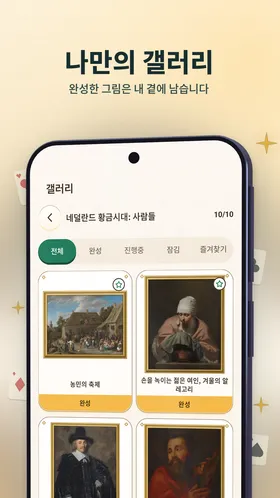 나만의 갤러리
완성한 그림은 내 곁에 남습니다
갤러리
네덜란드 황금시대: 사람들
10/10
전체
완성
진행중
잠김
즐겨찾기
농민의 축제
완성
손을 녹이는 젊은 여인, 겨울의 알
레고리
완성